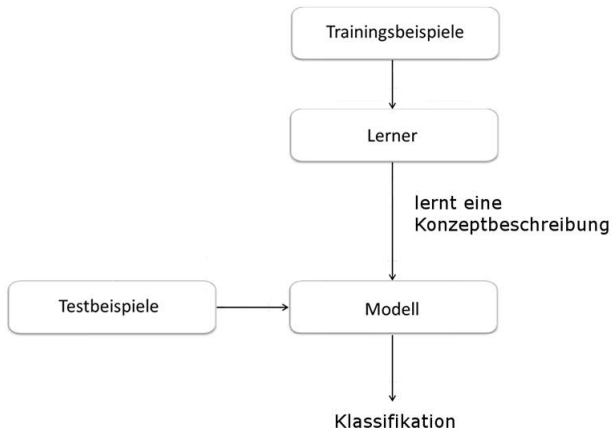 Trainingsbeispiele
Lerner
lernt eine
Konzeptbeschreibung
Testbeispiele
Modell
Klassifikation